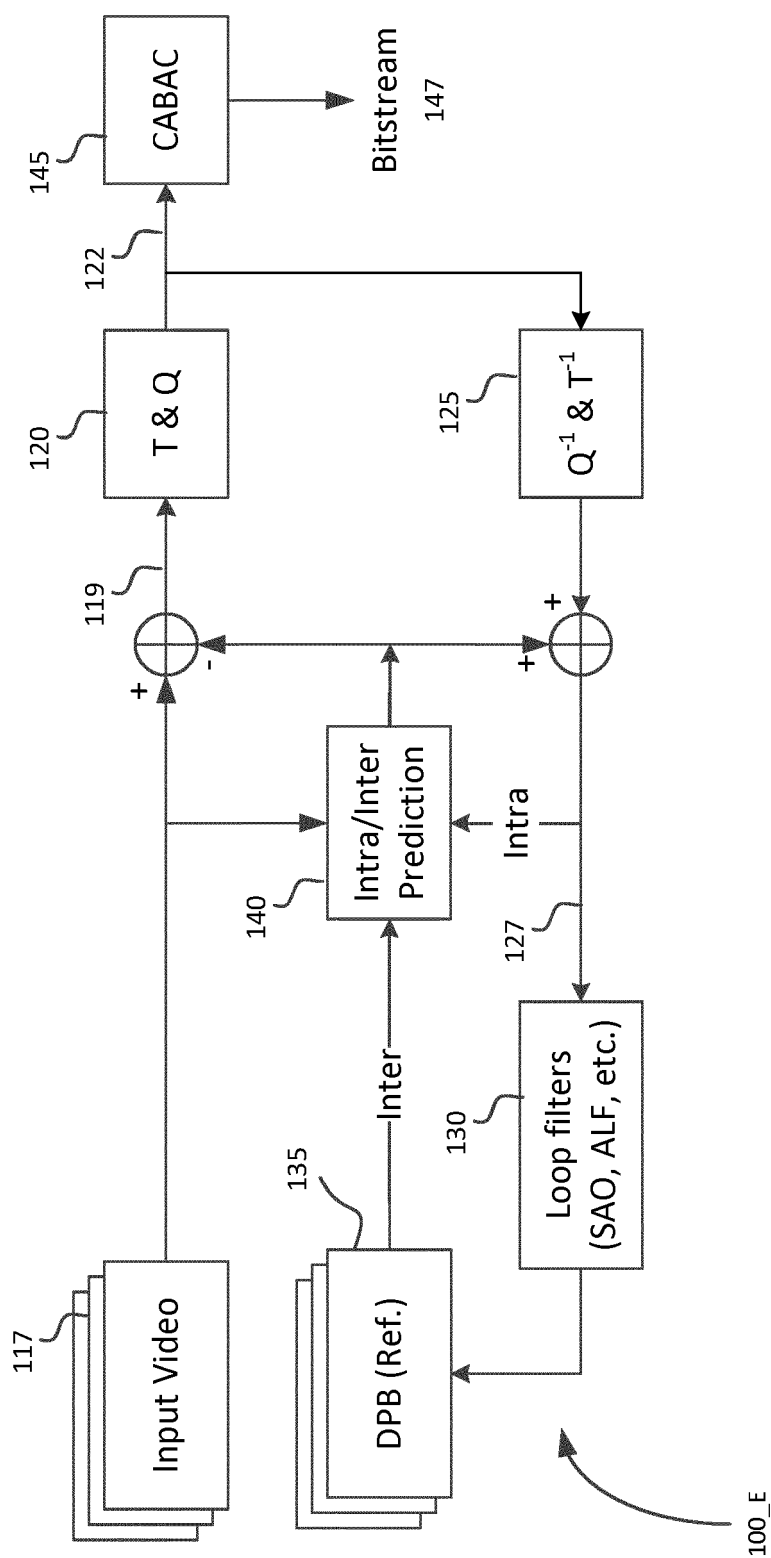 117
Input Video
+
-
119
120
T & Q
122
145
CABAC
Bitstream
147
135
DPB (Ref.)
Inter
140
Intra/Inter
Prediction
Intra
+
+
125
Q⁻¹ & T⁻¹
127
130
Loop filters
(SAO, ALF, etc.)
100_E